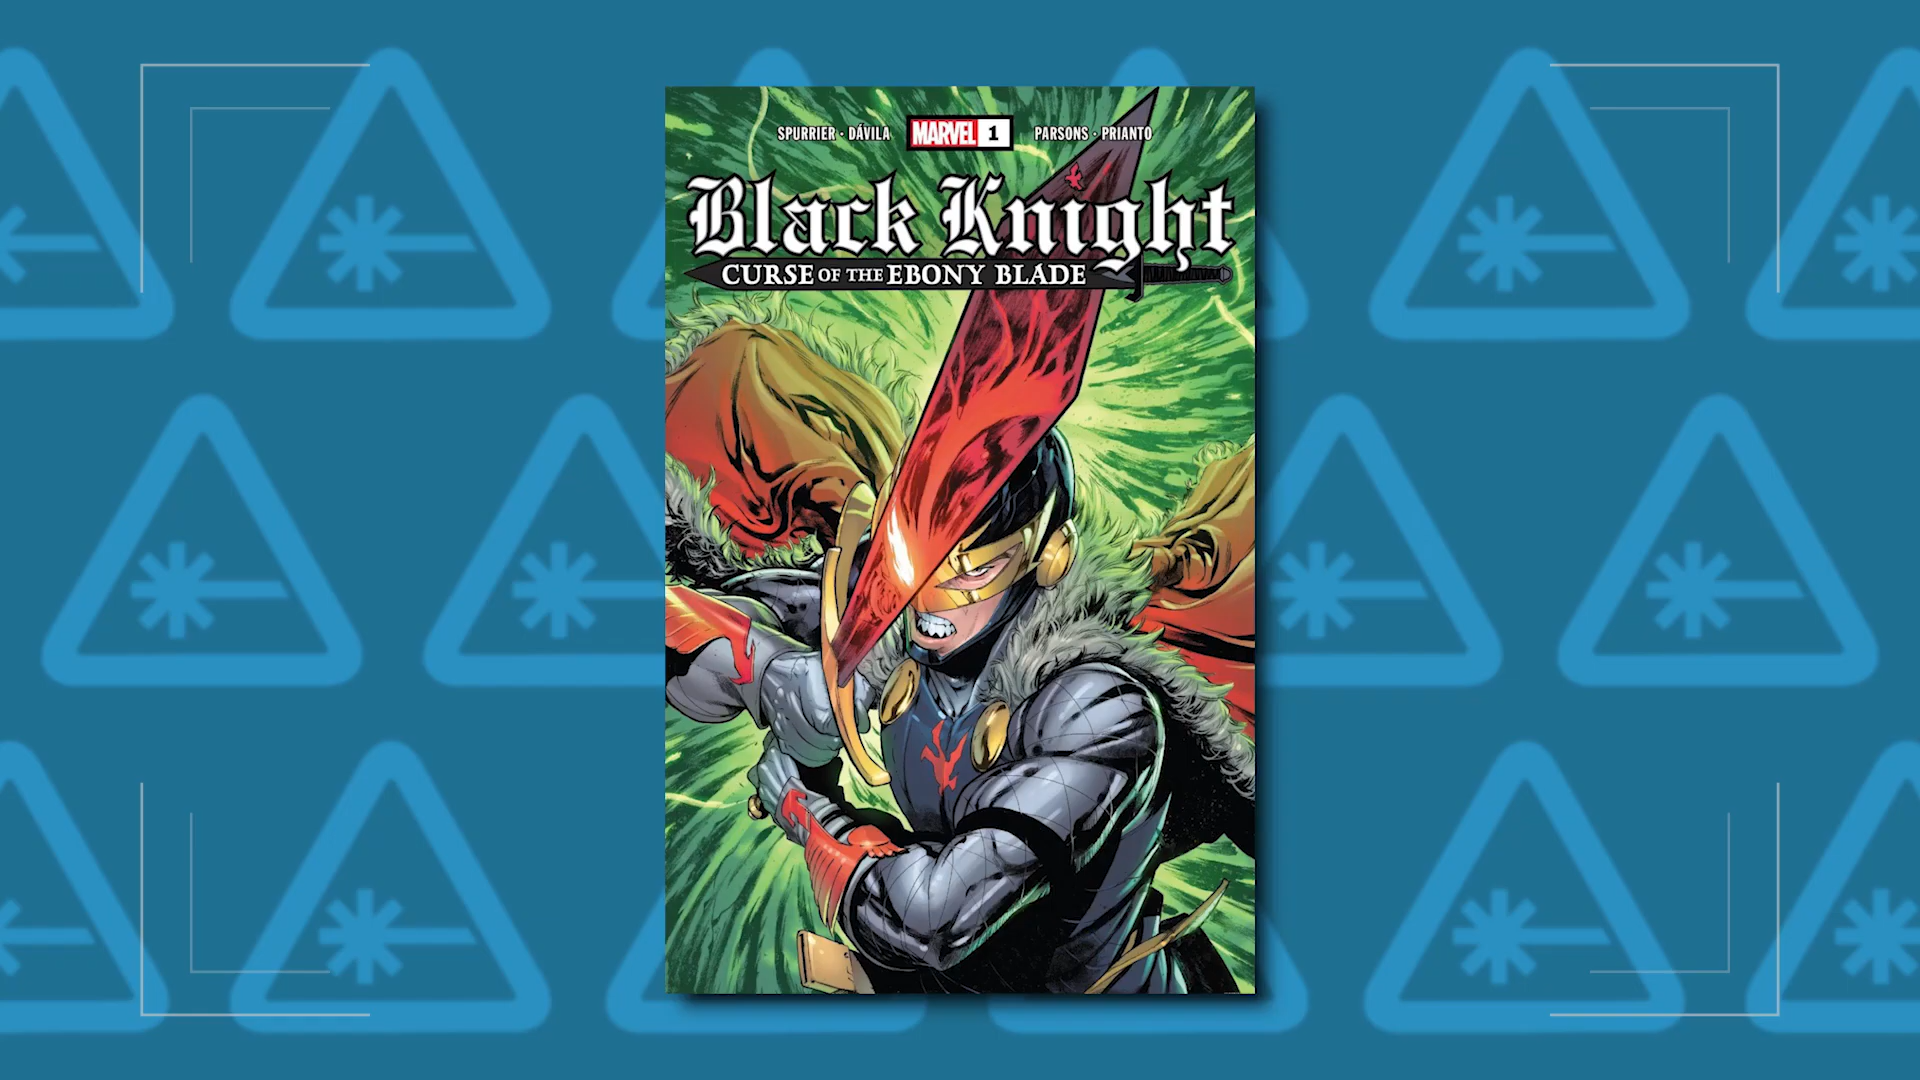 SPURRIER · DÁVILA MARVEL 1 PARSONS · PRIANTO
Black Knight
CURSE OF THE EBONY BLADE